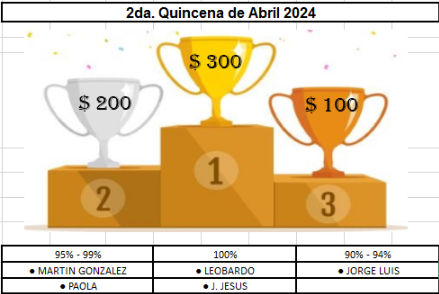 2da. Quincena de Abril 2024
$ 300
$ 200
$ 100
1
2
3
95% - 99% 100% 90% - 94%
● MARTIN GONZALEZ ● LEOBARDO ● JORGE LUIS
● PAOLA ● J. JESUS